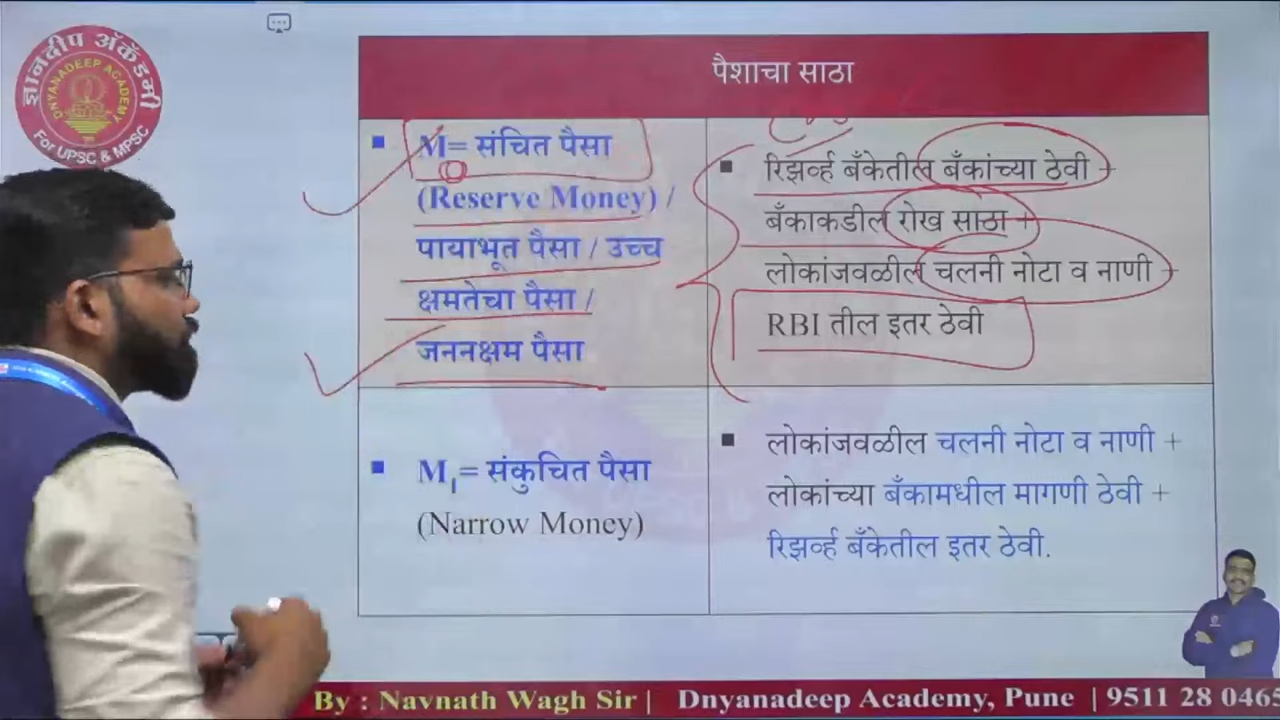 ज्ञानदीप अॅकॅडमी
DNYANADEEP ACADEMY
For UPSC & MPSC
पैशाचा साठा
M= संचित पैसा
0
(Reserve Money) /
पायाभूत पैसा / उच्च
क्षमतेचा पैसा /
जननक्षम पैसा
रिझर्व्ह बँकेतील बँकांच्या ठेवी +
बँकाकडील रोख साठा +
लोकांजवळील चलनी नोटा व नाणी +
RBI तील इतर ठेवी
M₁= संकुचित पैसा
(Narrow Money)
लोकांजवळील चलनी नोटा व नाणी +
लोकांच्या बँकामधील मागणी ठेवी +
रिझर्व्ह बँकेतील इतर ठेवी.
By : Navnath Wagh Sir | Dnyanadeep Academy, Pune | 9511 28 0465